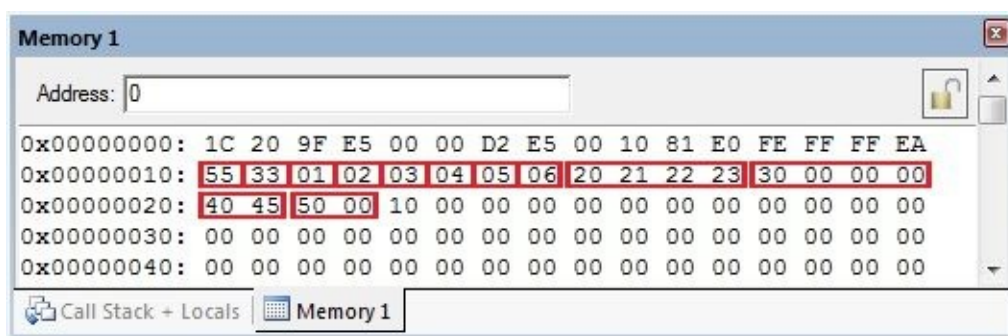 Memory 1
Address: 0
0x00000000: 1C 20 9F E5 00 00 D2 E5 00 10 81 E0 FE FF FF EA
0x00000010: 55 33 01 02 03 04 05 06 20 21 22 23 30 00 00 00
0x00000020: 40 45 50 00 10 00 00 00 00 00 00 00 00 00 00 00
0x00000030: 00 00 00 00 00 00 00 00 00 00 00 00 00 00 00 00
0x00000040: 00 00 00 00 00 00 00 00 00 00 00 00 00 00 00 00
Call Stack + Locals Memory 1